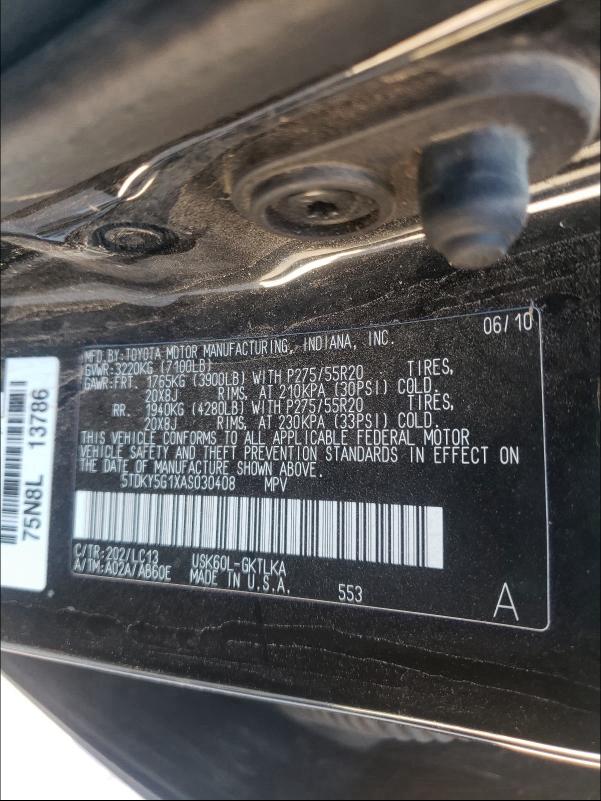 06/10
MFD.BY:TOYOTA MOTOR MANUFACTURING, INDIANA, INC.
GVWR:3220KG (7100LB)
GAWR:FRT. 1765KG (3900LB) WITH P275/55R20 TIRES,
20X8J RIMS, AT 210KPA (30PSI) COLD.
RR. 1940KG (4280LB) WITH P275/55R20 TIRES,
20X8J RIMS, AT 230KPA (33PSI) COLD.
THIS VEHICLE CONFORMS TO ALL APPLICABLE FEDERAL MOTOR
VEHICLE SAFETY AND THEFT PREVENTION STANDARDS IN EFFECT ON
THE DATE OF MANUFACTURE SHOWN ABOVE.
5TDKY5G1XAS030408 MPV
C/TR:202/LC13 USK60L-GKTLKA
A/TM:A02A/AB60E MADE IN U.S.A. 553
A
75N8L 13786